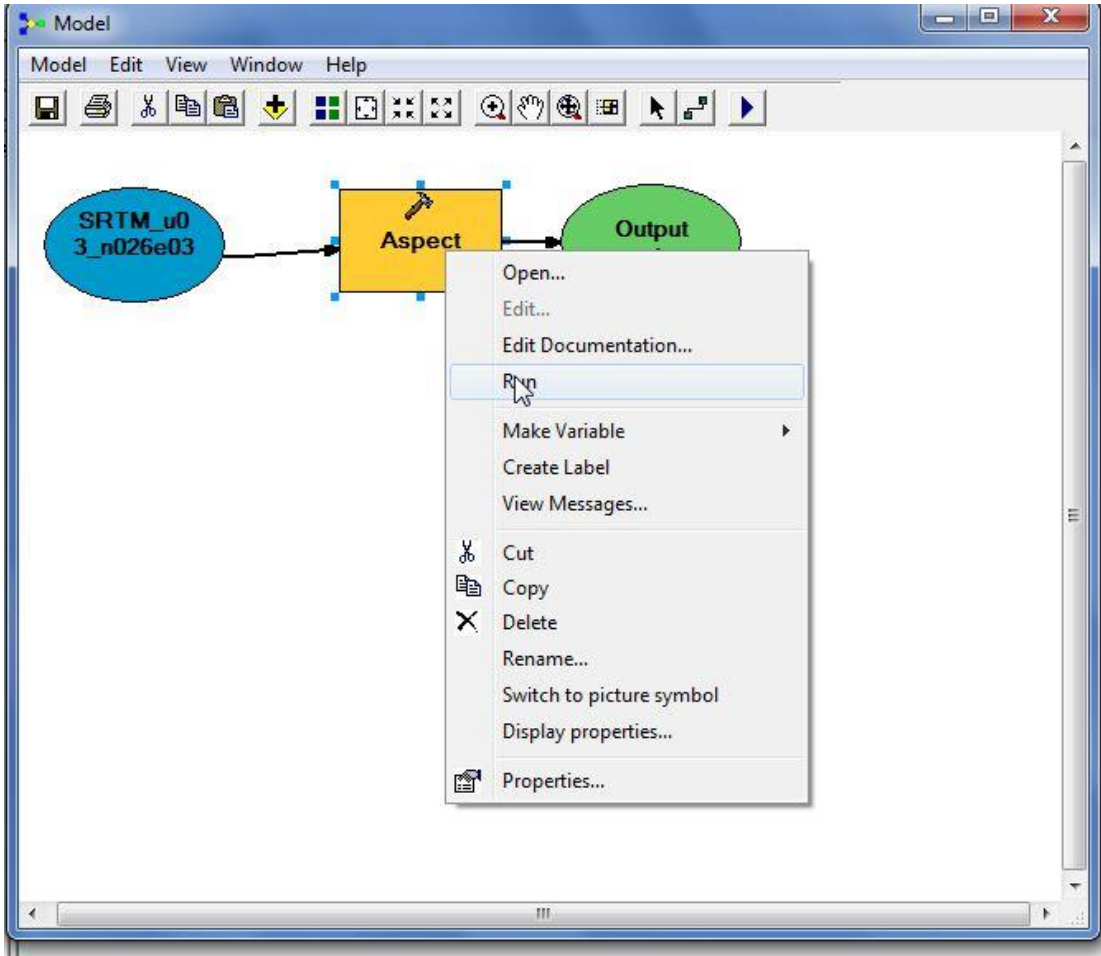 Model
Model Edit View Window Help
SRTM_u0
3_n026e03
Aspect
Output
Open...
Edit...
Edit Documentation...
Run
Make Variable
Create Label
View Messages...
Cut
Copy
Delete
Rename...
Switch to picture symbol
Display properties...
Properties...